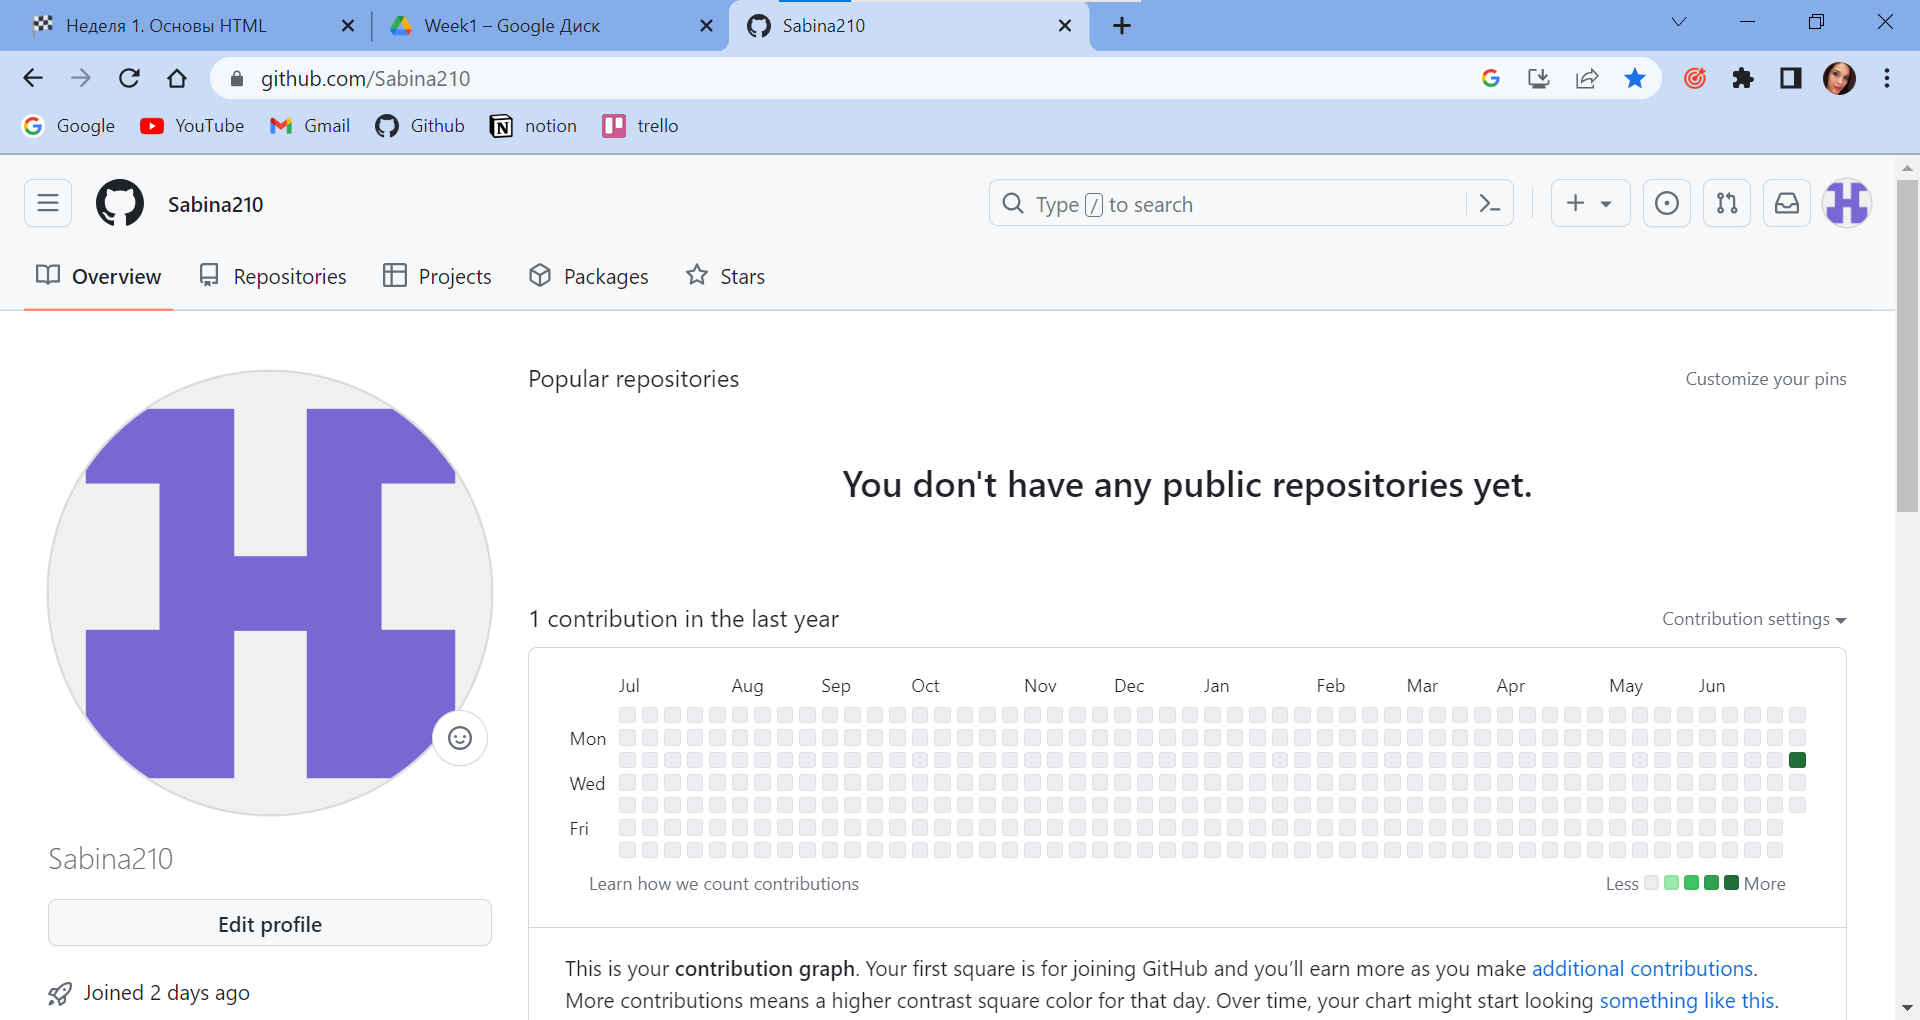 Неделя 1. Основы HTML
Week1 – Google Диск
Sabina210
github.com/Sabina210
Google
YouTube
Gmail
Github
notion
trello
Sabina210
Type / to search
Overview
Repositories
Projects
Packages
Stars
Popular repositories
Customize your pins
You don't have any public repositories yet.
1 contribution in the last year
Contribution settings
Jul Aug Sep Oct Nov Dec Jan Feb Mar Apr May Jun
Mon
Wed
Fri
Learn how we count contributions
Less More
Sabina210
Edit profile
Joined 2 days ago
This is your contribution graph. Your first square is for joining GitHub and you’ll earn more as you make additional contributions.
More contributions means a higher contrast square color for that day. Over time, your chart might start looking something like this.